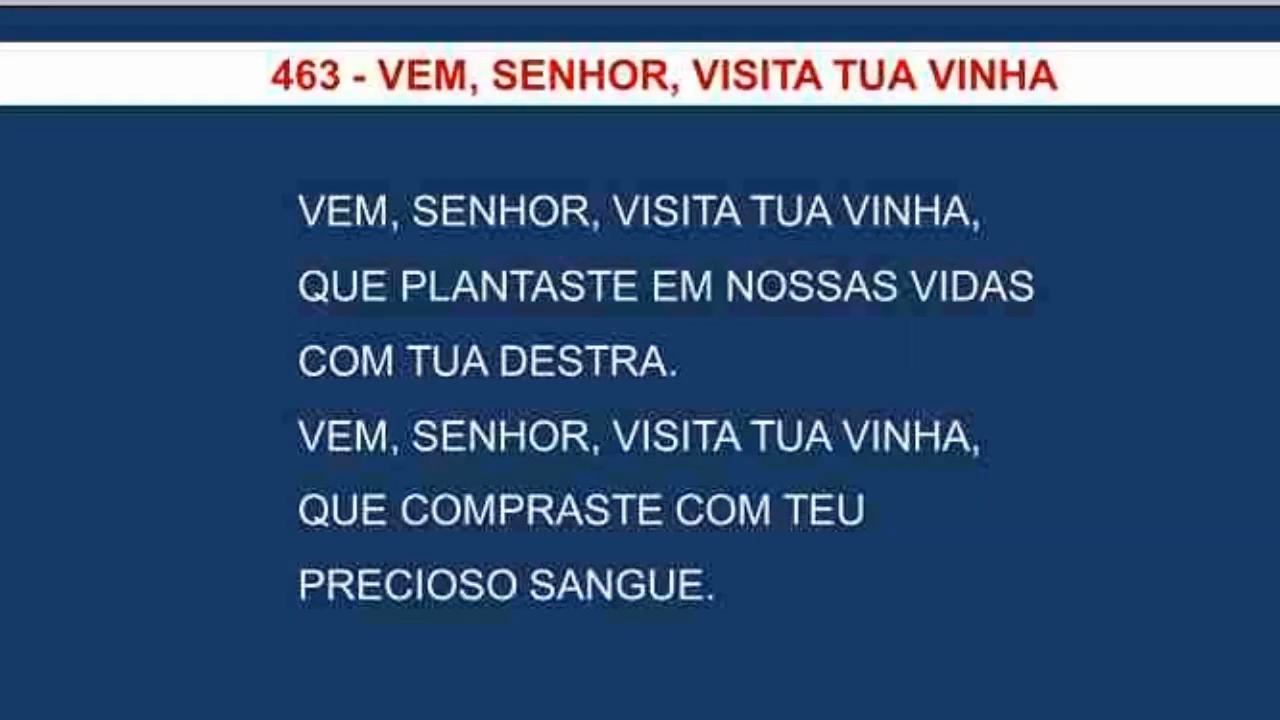 463 - VEM, SENHOR, VISITA TUA VINHA
VEM, SENHOR, VISITA TUA VINHA,
QUE PLANTASTE EM NOSSAS VIDAS
COM TUA DESTRA.
VEM, SENHOR, VISITA TUA VINHA,
QUE COMPRASTE COM TEU
PRECIOSO SANGUE.